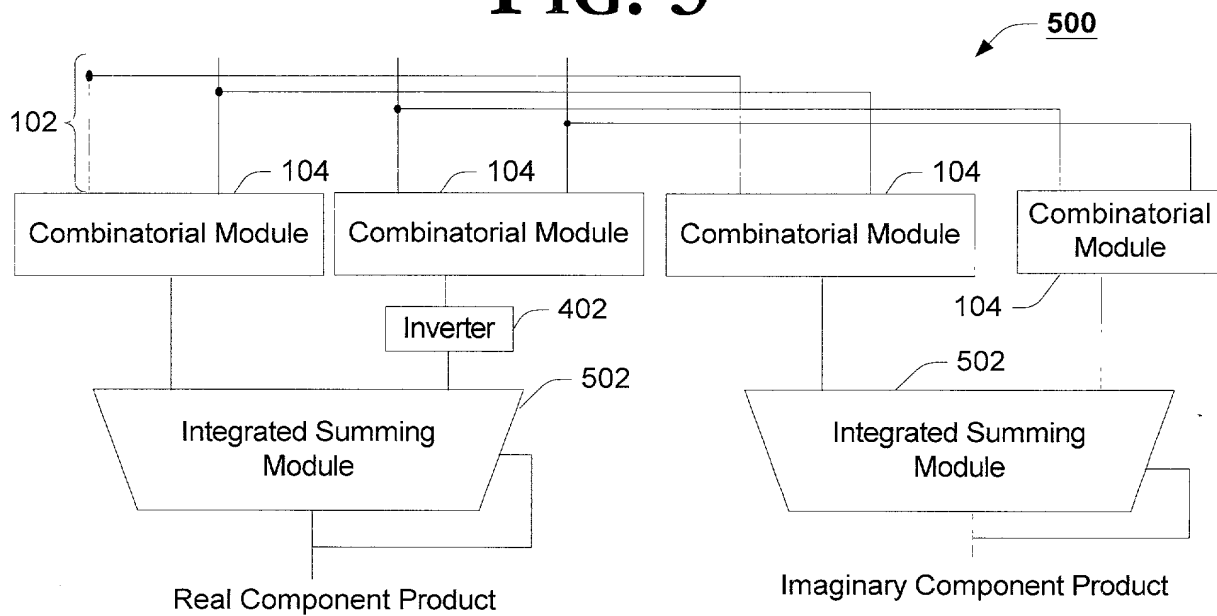 FIG. 5
500
102
104
104
104
Combinatorial Module
Combinatorial Module
Combinatorial Module
Combinatorial
Module
104
Inverter
402
502
502
Integrated Summing
Module
Integrated Summing
Module
Real Component Product
Imaginary Component Product